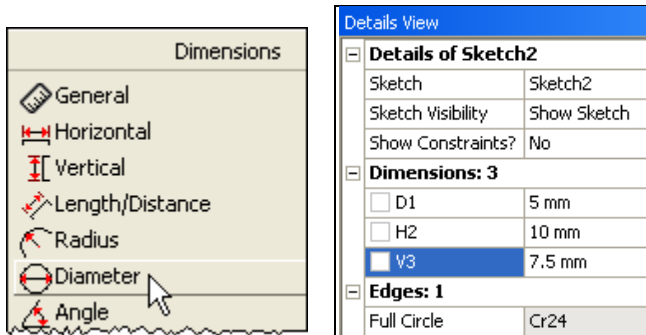 Dimensions
General
Horizontal
Vertical
Length/Distance
Radius
Diameter
Angle
Details View
Details of Sketch2
Sketch Sketch2
Sketch Visibility Show Sketch
Show Constraints? No
Dimensions: 3
D1 5 mm
H2 10 mm
V3 7.5 mm
Edges: 1
Full Circle Cr24